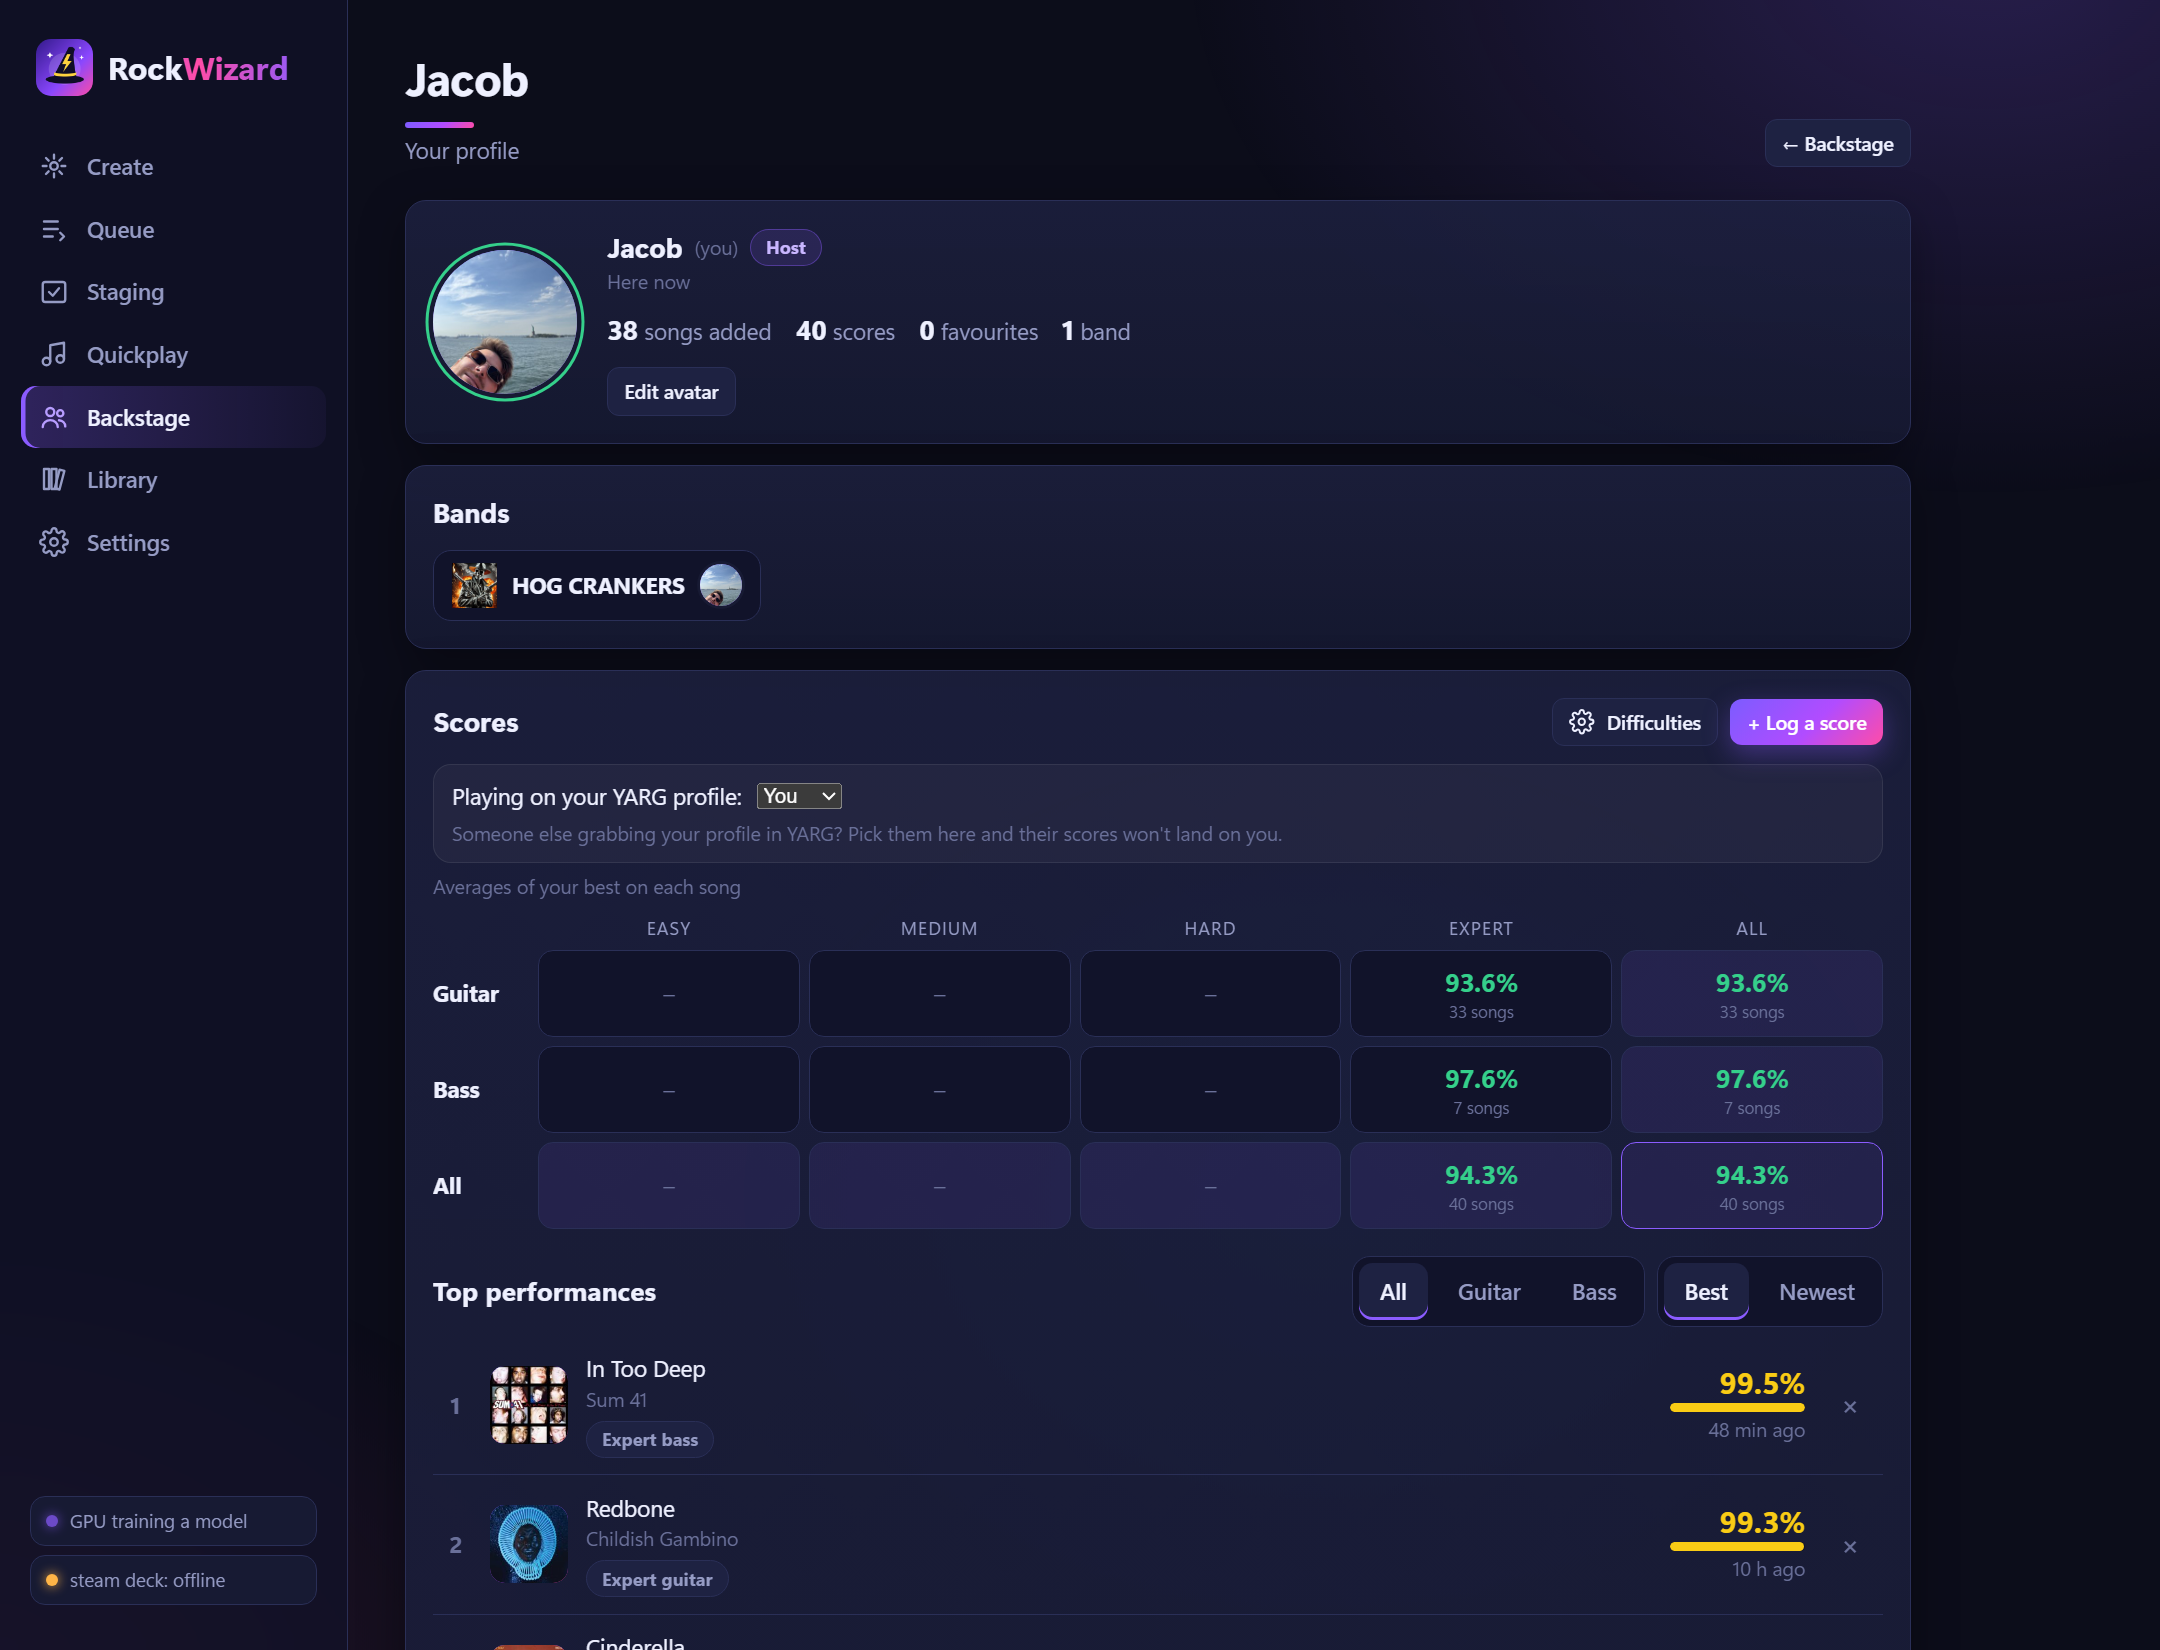 RockWizard
Create
Queue
Staging
Quickplay
Backstage
Library
Settings
GPU training a model
steam deck: offline
Jacob
Your profile
← Backstage
Jacob (you) Host
Here now
38 songs added 40 scores 0 favourites 1 band
Edit avatar
Bands
HOG CRANKERS
Scores
Difficulties
+ Log a score
Playing on your YARG profile: You
Someone else grabbing your profile in YARG? Pick them here and their scores won't land on you.
Averages of your best on each song
EASY MEDIUM HARD EXPERT ALL
Guitar – – – 93.6% 93.6%
33 songs 33 songs
Bass – – – 97.6% 97.6%
7 songs 7 songs
All – – – 94.3% 94.3%
40 songs 40 songs
Top performances
All Guitar Bass
Best Newest
1
SUM 41
In Too Deep
Sum 41
Expert bass
99.5%
48 min ago
×
2
Redbone
Childish Gambino
Expert guitar
99.3%
10 h ago
×
Cinderella